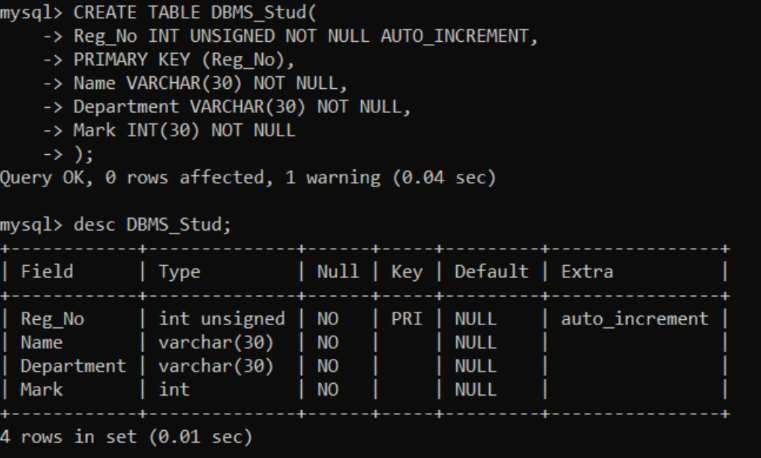 mysql> CREATE TABLE DBMS_Stud(
    -> Reg_No INT UNSIGNED NOT NULL AUTO_INCREMENT,
    -> PRIMARY KEY (Reg_No),
    -> Name VARCHAR(30) NOT NULL,
    -> Department VARCHAR(30) NOT NULL,
    -> Mark INT(30) NOT NULL
    -> );
Query OK, 0 rows affected, 1 warning (0.04 sec)

mysql> desc DBMS_Stud;
+------------+--------------+------+-----+---------+----------------+
| Field      | Type         | Null | Key | Default | Extra          |
+------------+--------------+------+-----+---------+----------------+
| Reg_No     | int unsigned | NO   | PRI | NULL    | auto_increment |
| Name       | varchar(30)  | NO   |     | NULL    |                |
| Department | varchar(30)  | NO   |     | NULL    |                |
| Mark       | int          | NO   |     | NULL    |                |
+------------+--------------+------+-----+---------+----------------+
4 rows in set (0.01 sec)